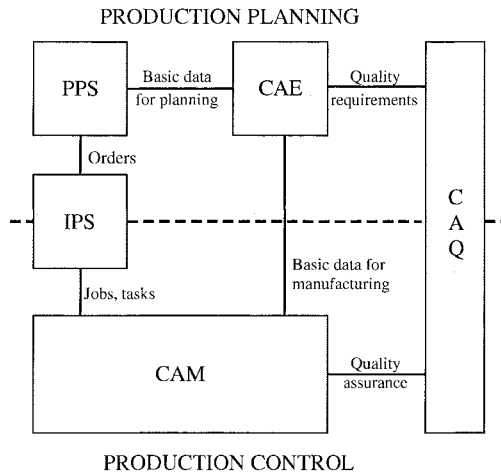 PRODUCTION PLANNING
PPS
Basic data
for planning
CAE
Quality
requirements
Orders
IPS
C
A
Q
Basic data for
manufacturing
Jobs, tasks
CAM
Quality
assurance
PRODUCTION CONTROL